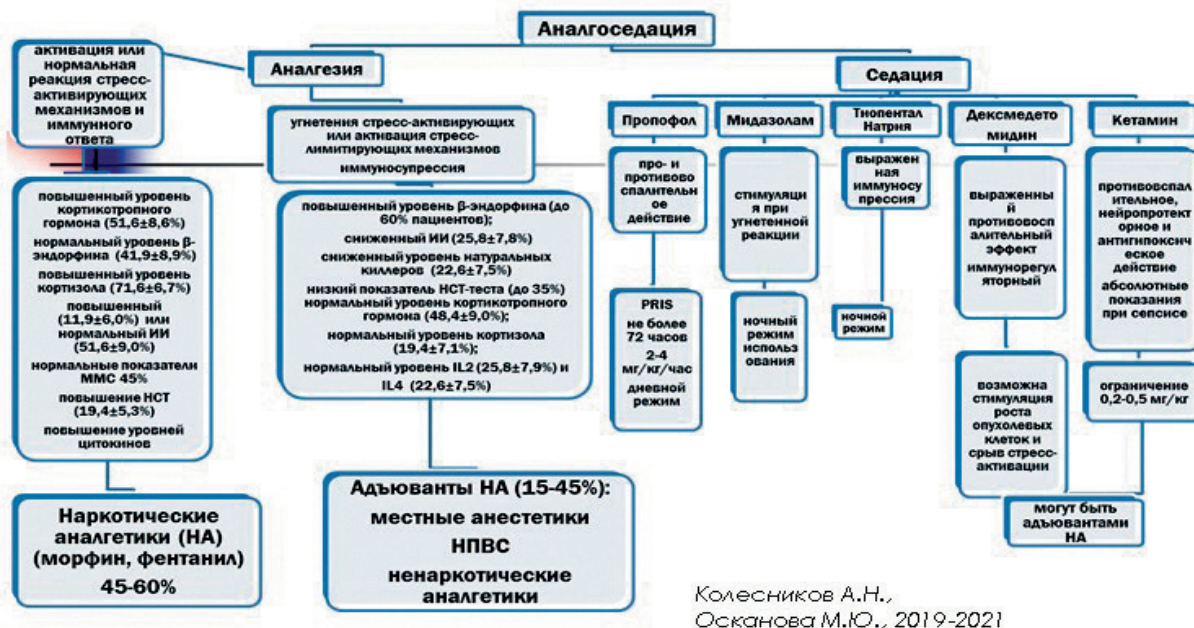 Аналгоседация
активация или
нормальная
реакция стресс-
активирующих
механизмов и
иммунного
ответа
Аналгезия
Седация
угнетения стресс-активирующих
или активация стресс-
лимитирующих механизмов
иммуносупрессия
Пропофол
Мидазолам
Тиопентал
Натрия
Дексмедето
мидин
Кетамин
повышенный уровень
кортикотропного
гормона (51,6±8,6%)
нормальный уровень β-
эндорфина (41,9±8,9%)
повышенный уровень
кортизола (71,6±6,7%)
повышенный
(11,9±6,0%) или
нормальный ИИ
(51,6±9,0%)
нормальные показатели
ММС 45%
повышение НСТ
(19,4±5,3%)
повышение уровней
цитокинов
повышенный уровень β-эндорфина (до
60% пациентов);
сниженный ИИ (25,8±7,8%)
сниженный уровень натуральных
киллеров (22,6±7,5%)
низкий показатель НСТ-теста (до 35%)
нормальный уровень кортикотропного
гормона (48,4±9,0%);
нормальный уровень кортизола
(19,4±7,1%);
нормальный уровень IL2 (25,8±7,9%) и
IL4 (22,6±7,5%)
про- и
противово
спалительн
ое действие
стимуляци
я при
угнетенной
реакции
выражен
ная
иммуносу
прессия
выраженны
й
противовос
палительный
эффект
иммунорегул
яторный
противоспал
ительное,
нейропротект
орное и
антигипоксич
еское
действие
абсолютные
показания
при сепсисе
PRIS
не более
72 часов
2-4
мг/кг/час
дневной
режим
ночный
режим
использ
ования
ночной
режим
возможна
стимуляция
роста
опухолевых
клеток и
срыв стресс-
активации
ограничение
0,2-0,5 мг/кг
могут быть
адъювантами
НА
Наркотические
аналгетики (НА)
(морфин, фентанил)
45-60%
Адъюванты НА (15-45%):
местные анестетики
НПВС
ненаркотические
аналгетики
Колесников А.Н.,
Осканова М.Ю., 2019-2021